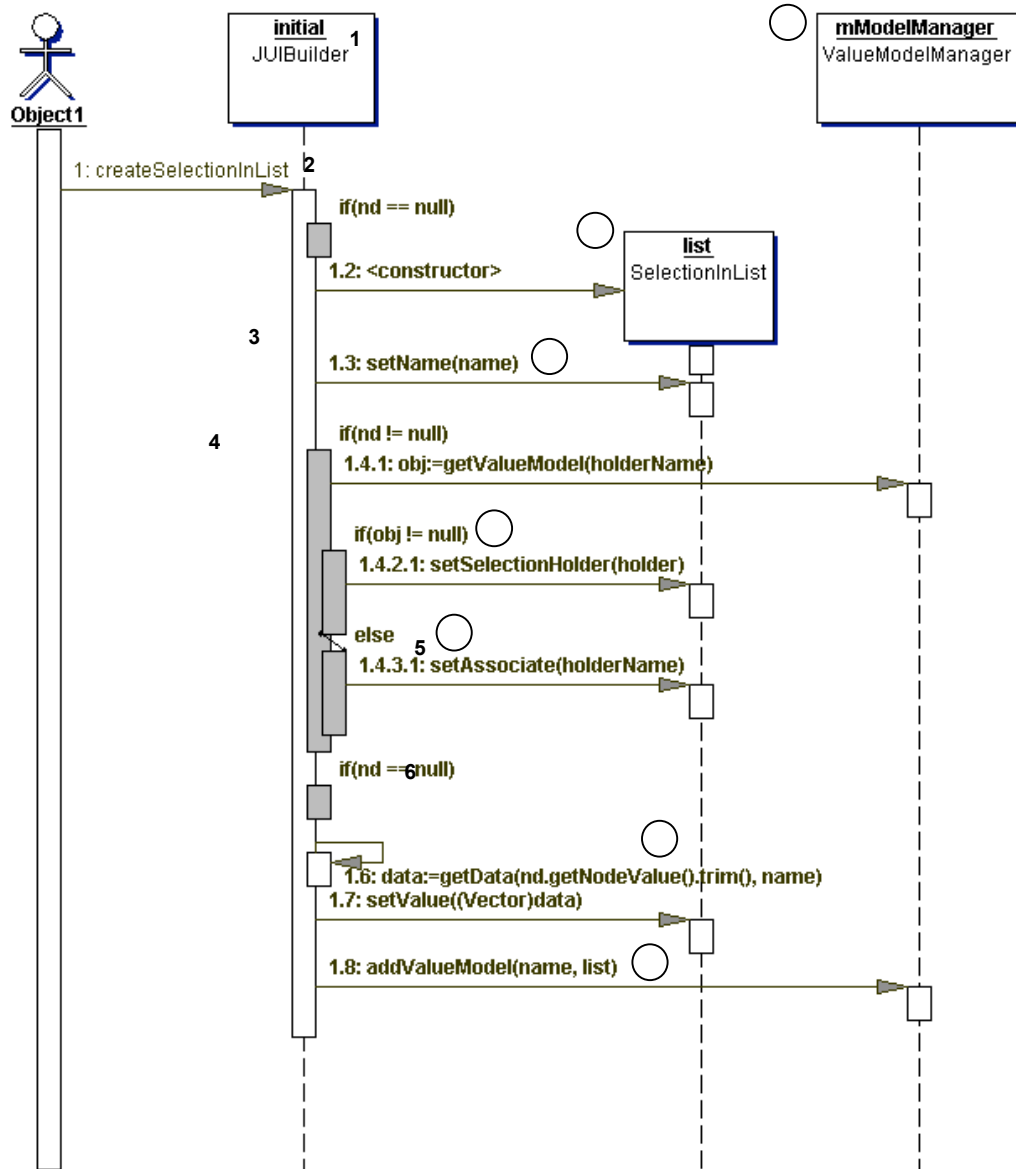 initial
JUIBuilder
1
mModelManager
ValueModelManager
Object1
1: createSelectionInList
2
if(nd == null)
list
SelectionInList
1.2: <constructor>
3
1.3: setName(name)
4
if(nd != null)
1.4.1: obj:=getValueModel(holderName)
if(obj != null)
1.4.2.1: setSelectionHolder(holder)
else
5
1.4.3.1: setAssociate(holderName)
if(nd == null)
6
1.6: data:=getData(nd.getNodeValue().trim(), name)
1.7: setValue((Vector)data)
1.8: addValueModel(name, list)